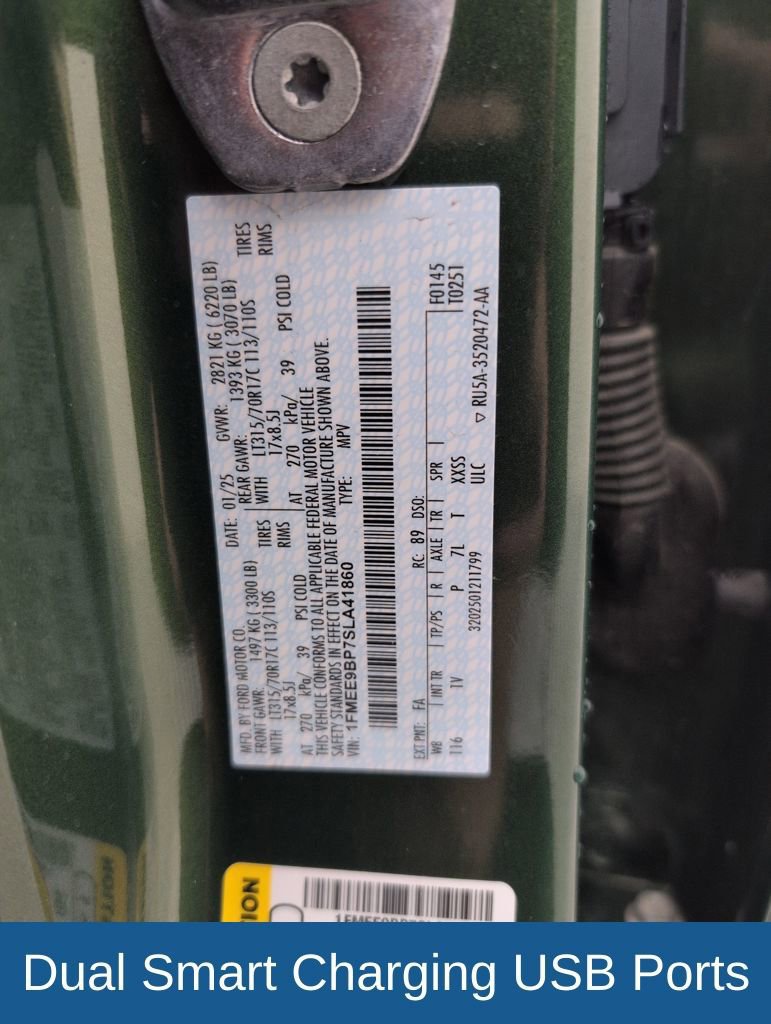 MFD. BY FORD MOTOR CO. DATE: 01/25 GVWR: 2821 KG ( 6220 LB)
FRONT GAWR: 1497 KG ( 3300 LB) REAR GAWR: 1393 KG ( 3070 LB)
WITH LT315/70R17C 113/110S TIRES WITH LT315/70R17C 113/110S TIRES
17x8.5J RIMS 17x8.5J RIMS
AT 270 kPa/ 39 PSI COLD AT 270 kPa/ 39 PSI COLD
THIS VEHICLE CONFORMS TO ALL APPLICABLE FEDERAL MOTOR VEHICLE
SAFETY STANDARDS IN EFFECT ON THE DATE OF MANUFACTURE SHOWN ABOVE.
VIN: 1FMEE9BP7SLA41860 TYPE: MPV
EXT PNT: FA RC: 89 DSO: F0145
WB INT TR TP/PS R AXLE TR SPR T0251
116 1V P 7L T XXSS
3202501211799 ULC ▽ RU5A-3520472-AA
Dual Smart Charging USB Ports